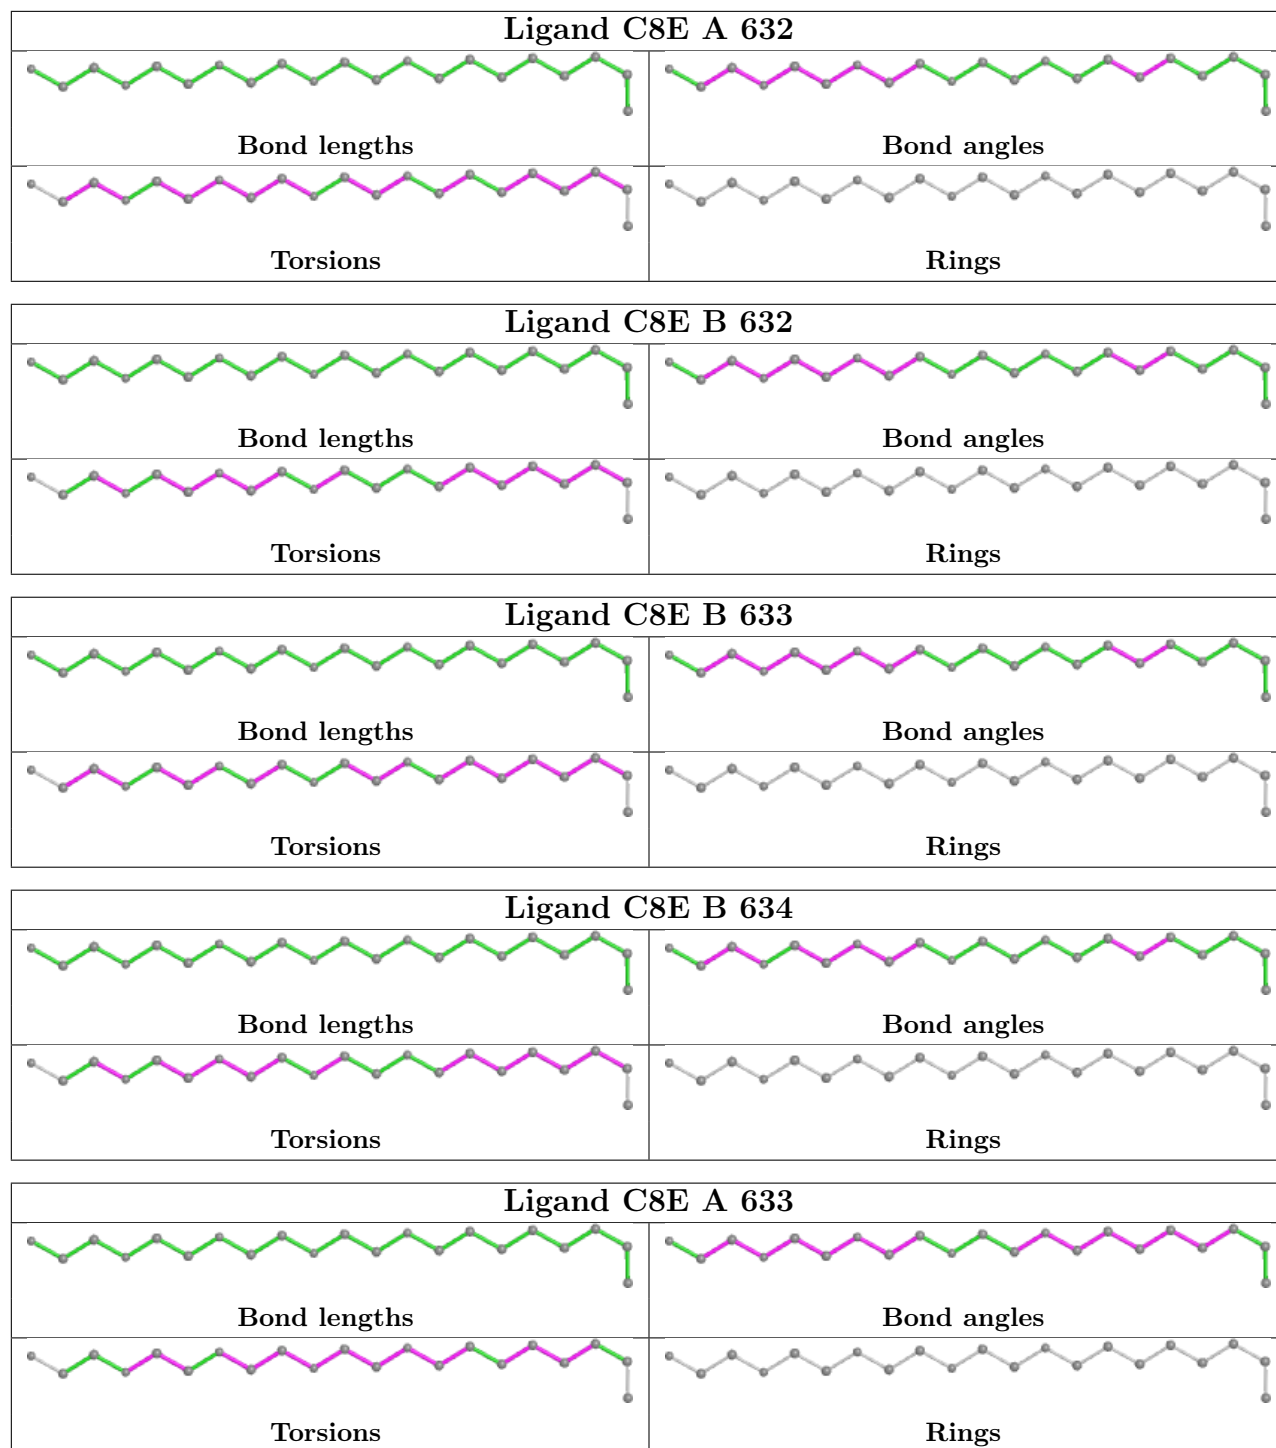 Ligand C8E A 632
Bond lengths
Bond angles
Torsions
Rings
Ligand C8E B 632
Bond lengths
Bond angles
Torsions
Rings
Ligand C8E B 633
Bond lengths
Bond angles
Torsions
Rings
Ligand C8E B 634
Bond lengths
Bond angles
Torsions
Rings
Ligand C8E A 633
Bond lengths
Bond angles
Torsions
Rings